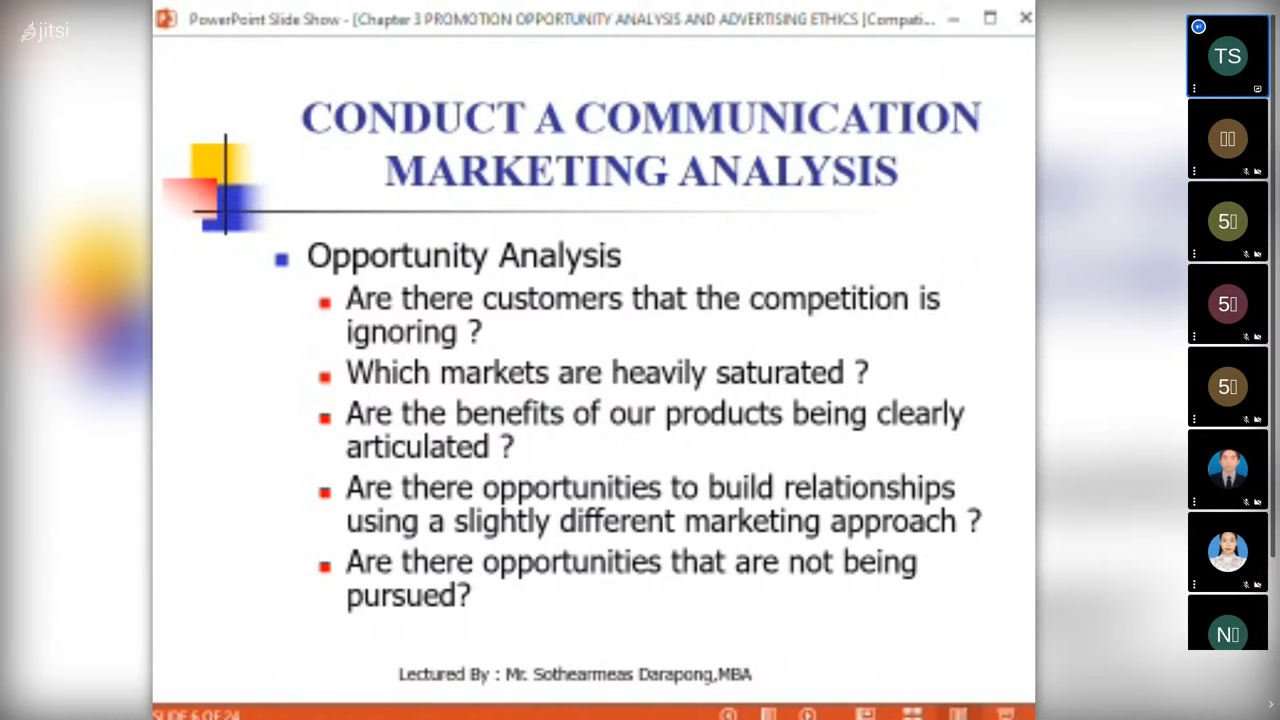 jitsi
PowerPoint Slide Show - [Chapter 3 PROMOTION OPPORTUNITY ANALYSIS AND ADVERTISING ETHICS [Compati...
CONDUCT A COMMUNICATION
MARKETING ANALYSIS
Opportunity Analysis
Are there customers that the competition is
ignoring ?
Which markets are heavily saturated ?
Are the benefits of our products being clearly
articulated ?
Are there opportunities to build relationships
using a slightly different marketing approach ?
Are there opportunities that are not being
pursued?
Lectured By : Mr. Sothearmeas Darapong,MBA
SLIDE 6 OF 24
TS
5
5
5
N